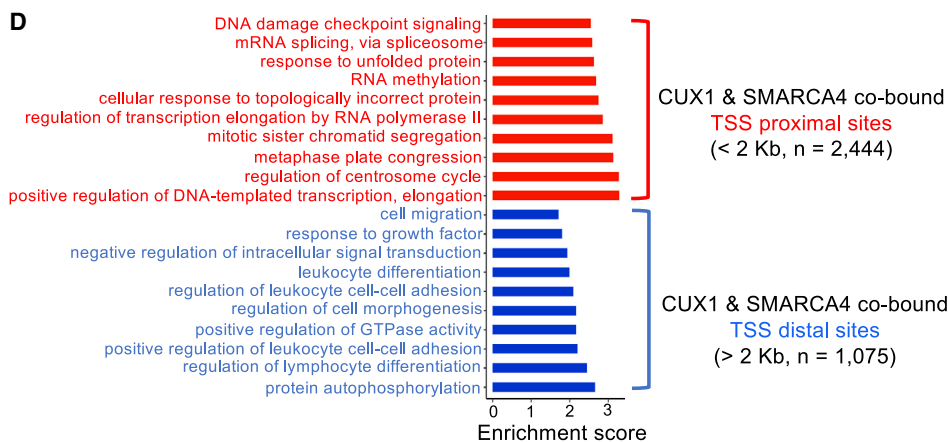 D
DNA damage checkpoint signaling
mRNA splicing, via spliceosome
response to unfolded protein
RNA methylation
cellular response to topologically incorrect protein
regulation of transcription elongation by RNA polymerase II
mitotic sister chromatid segregation
metaphase plate congression
regulation of centrosome cycle
positive regulation of DNA-templated transcription, elongation
cell migration
response to growth factor
negative regulation of intracellular signal transduction
leukocyte differentiation
regulation of leukocyte cell-cell adhesion
regulation of cell morphogenesis
positive regulation of GTPase activity
positive regulation of leukocyte cell-cell adhesion
regulation of lymphocyte differentiation
protein autophosphorylation
0 1 2 3
Enrichment score
CUX1 & SMARCA4 co-bound
TSS proximal sites
(< 2 Kb, n = 2,444)
CUX1 & SMARCA4 co-bound
TSS distal sites
(> 2 Kb, n = 1,075)